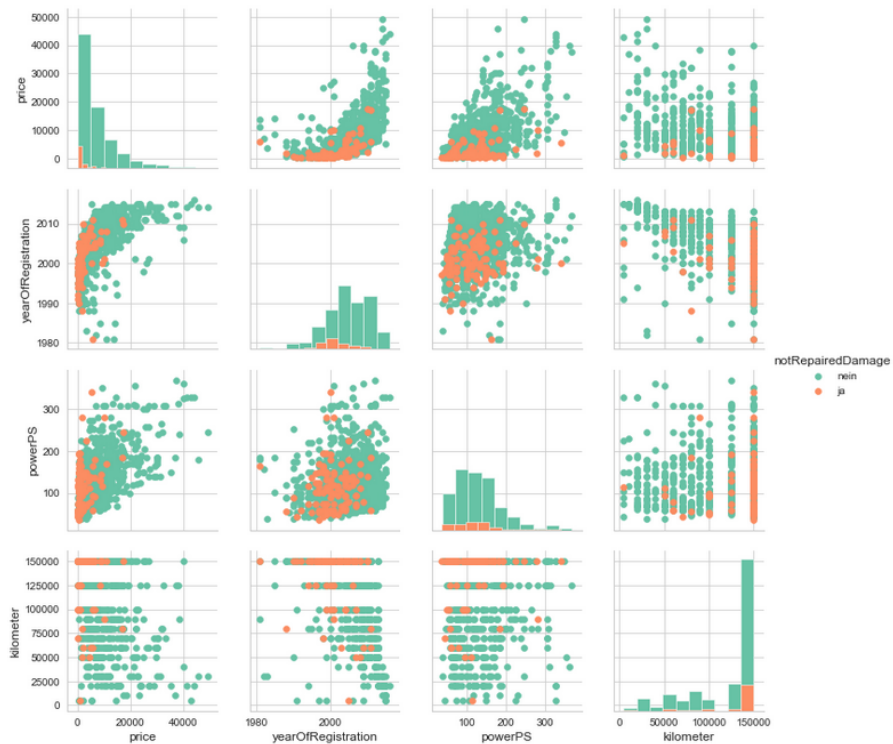 50000
40000
30000
20000
10000
0
price
2010
2000
1990
1980
yearOfRegistration
notRepairedDamage
nein
ja
300
200
100
powerPS
150000
125000
100000
75000
50000
25000
0
kilometer
0 20000 40000
price
1980 2000
yearOfRegistration
100 200 300
powerPS
0 50000 100000 150000
kilometer